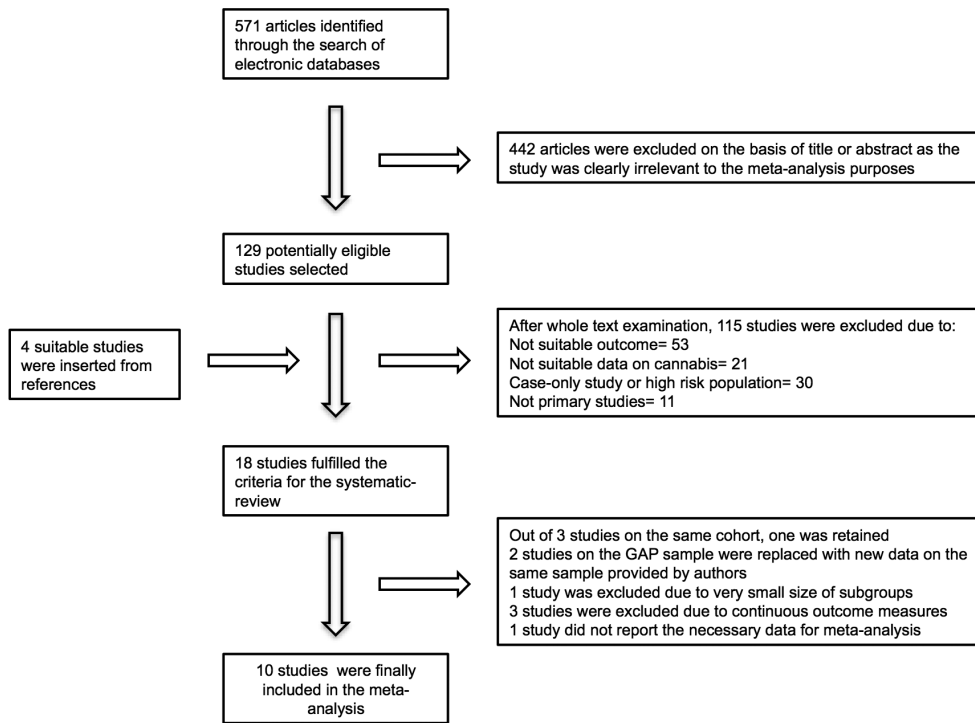 571 articles identified
through the search of
electronic databases
442 articles were excluded on the basis of title or abstract as the
study was clearly irrelevant to the meta-analysis purposes
129 potentially eligible
studies selected
4 suitable studies
were inserted from
references
After whole text examination, 115 studies were excluded due to:
Not suitable outcome= 53
Not suitable data on cannabis= 21
Case-only study or high risk population= 30
Not primary studies= 11
18 studies fulfilled the
criteria for the systematic-
review
Out of 3 studies on the same cohort, one was retained
2 studies on the GAP sample were replaced with new data on the
same sample provided by authors
1 study was excluded due to very small size of subgroups
3 studies were excluded due to continuous outcome measures
1 study did not report the necessary data for meta-analysis
10 studies were finally
included in the meta-
analysis